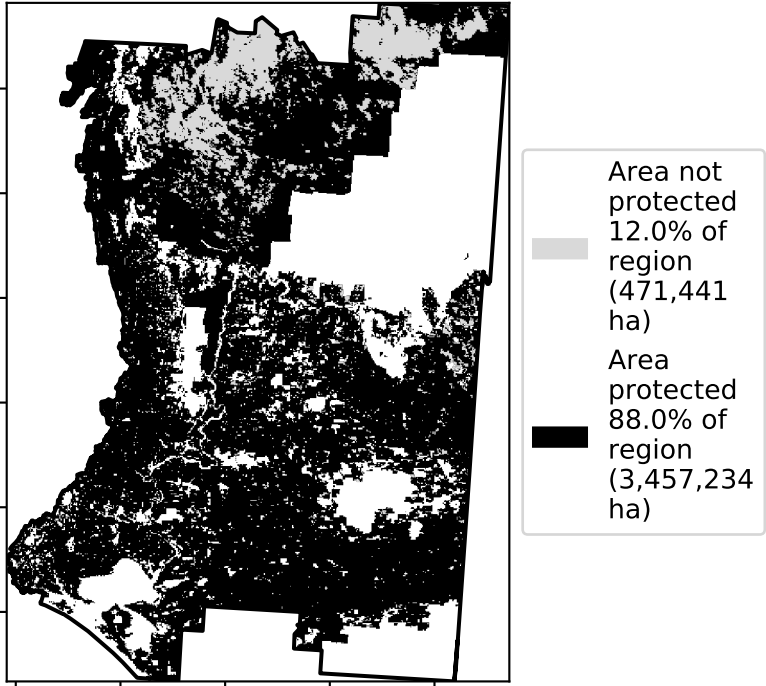 Area not
protected
12.0% of
region
(471,441
ha)
Area
protected
88.0% of
region
(3,457,234
ha)